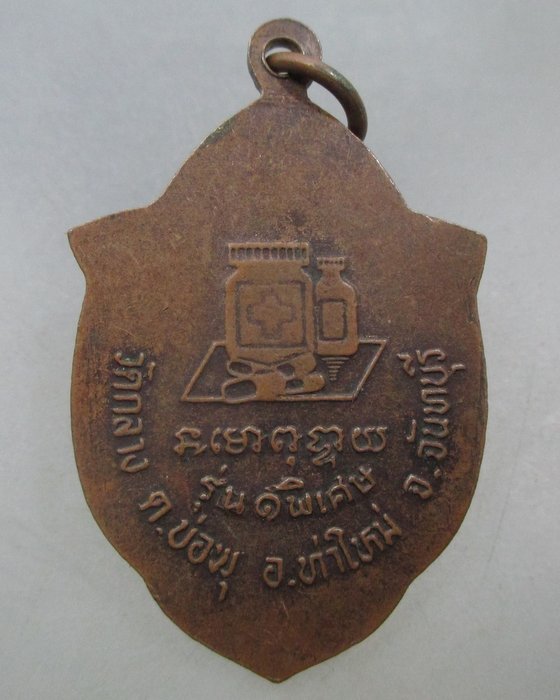 รุ่น ๑ พิเศษ
วัดกลาง ต.บ่อพุ อ.ท่าใหม่ จ.จันทบุรี